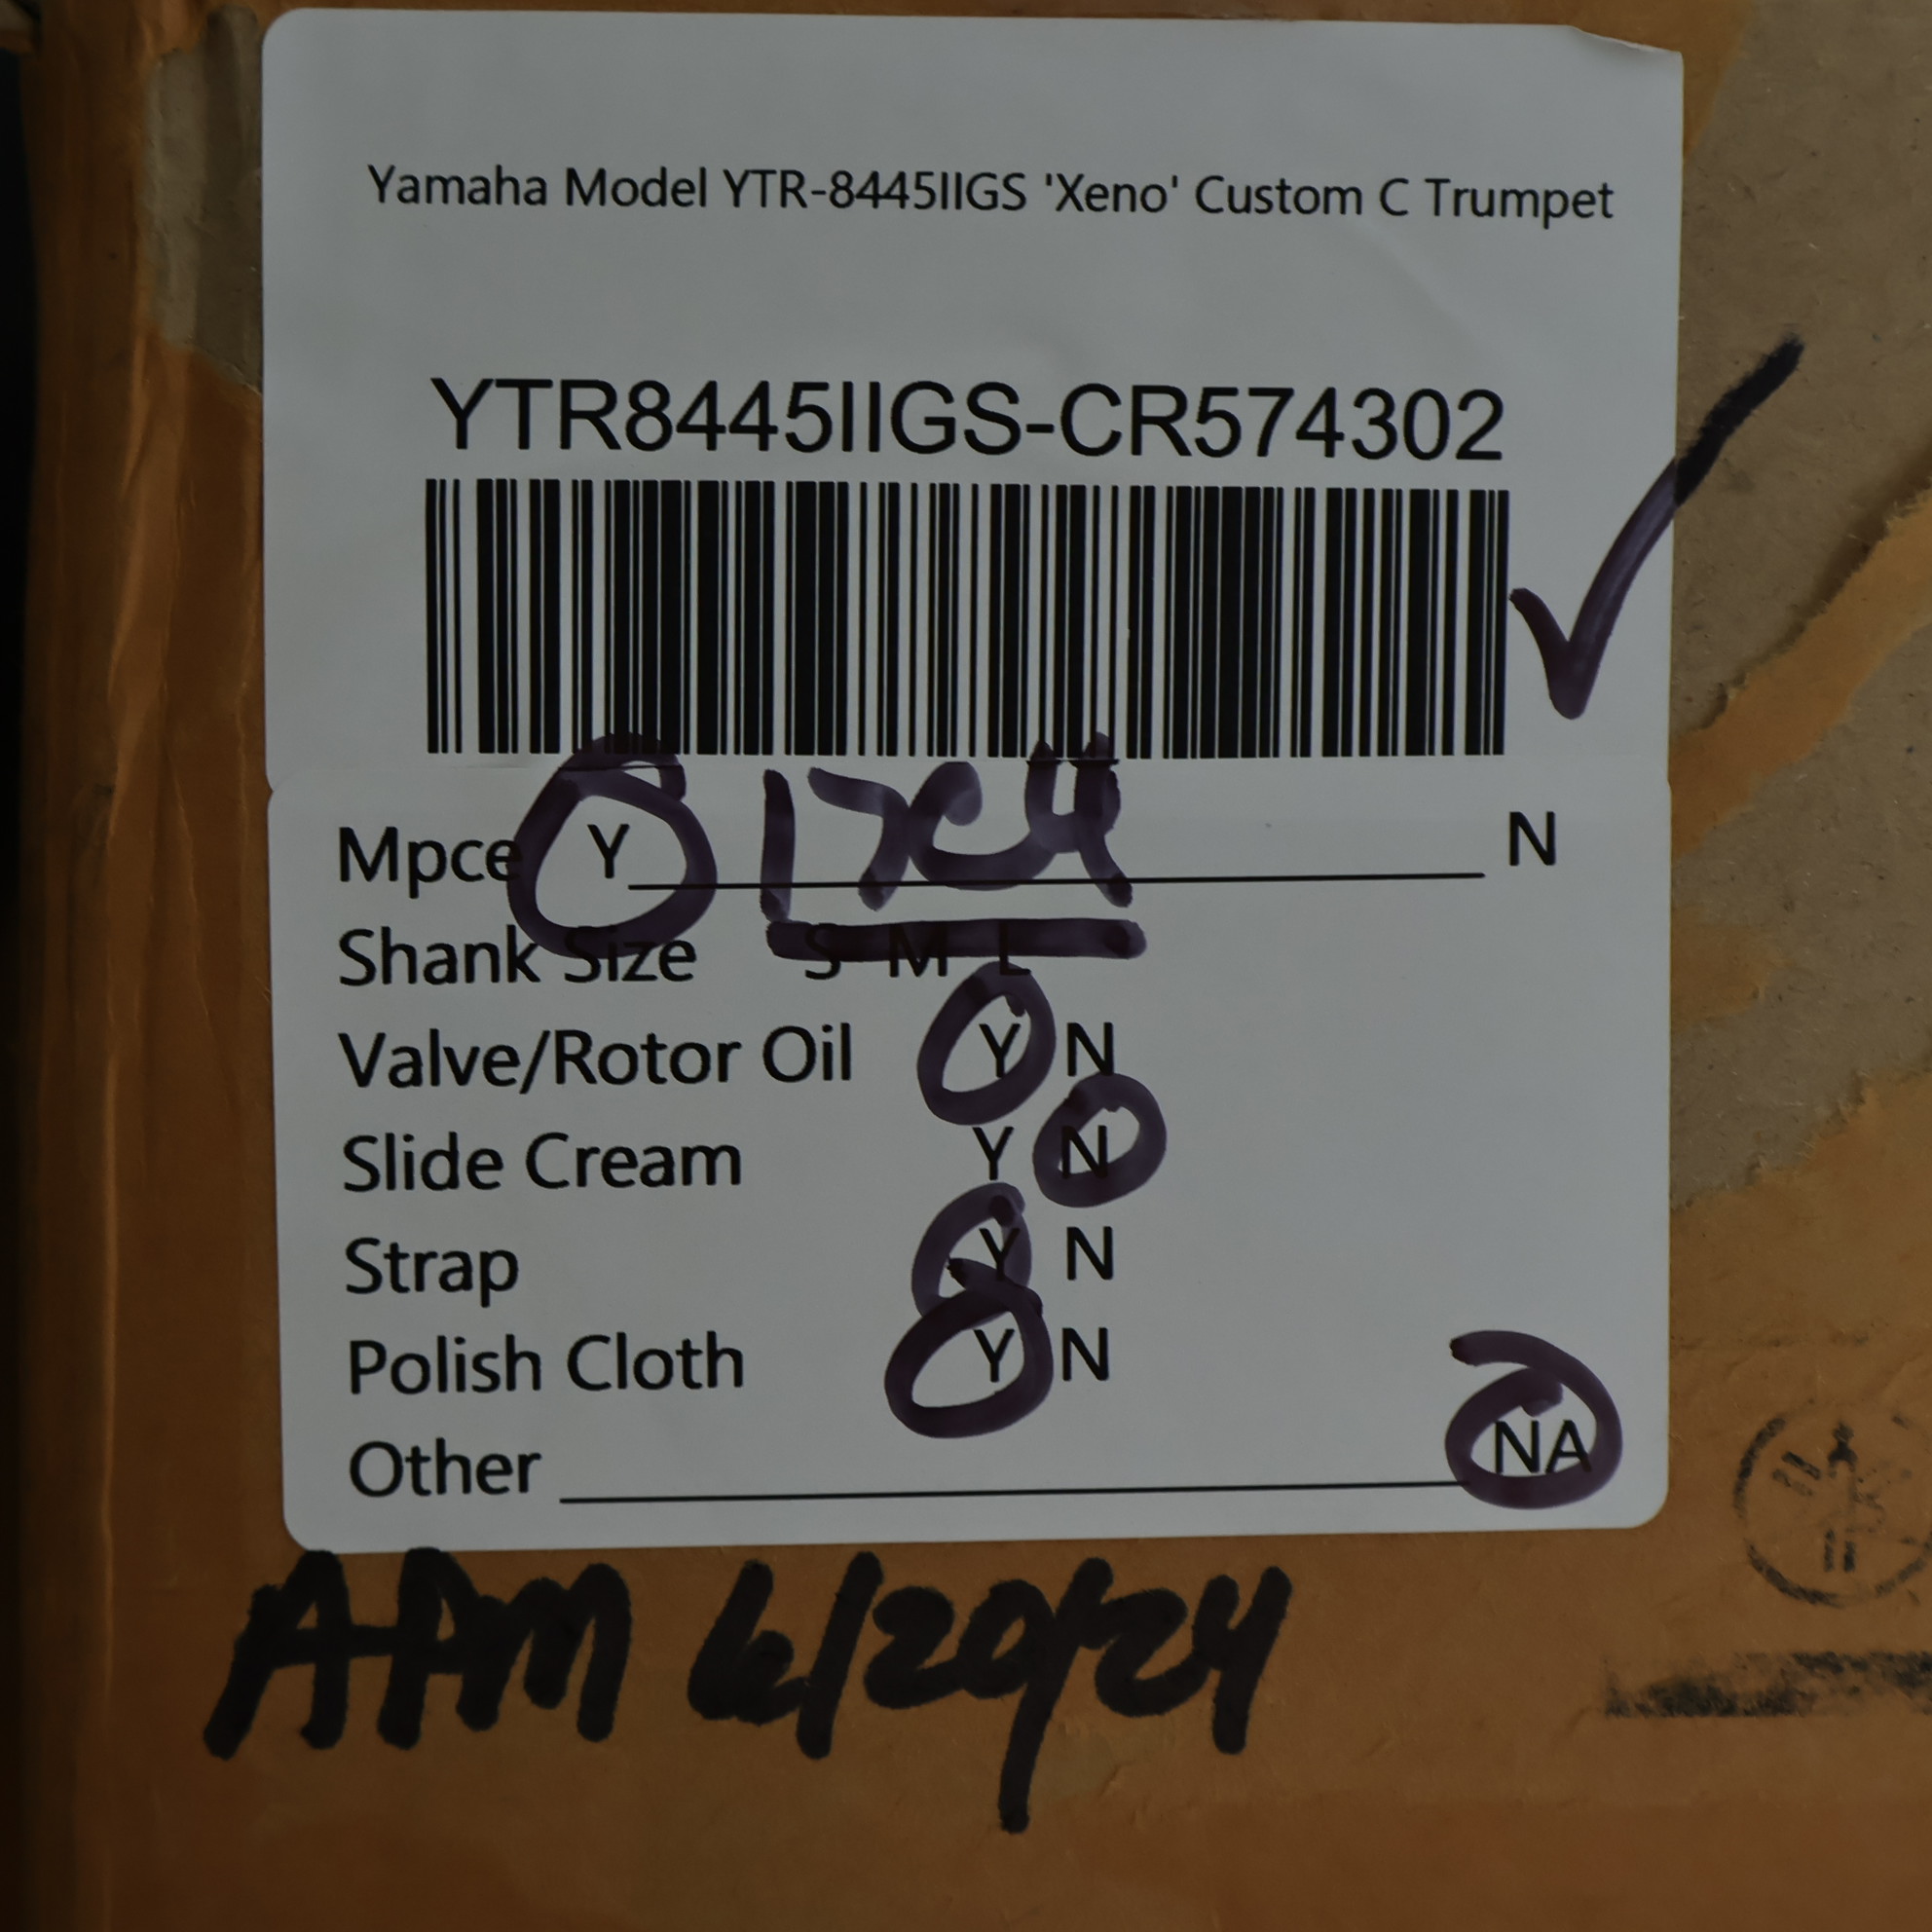 Yamaha Model YTR-8445IIGS 'Xeno' Custom C Trumpet
YTR8445IIGS-CR574302
Mpce Y 17C4 N
Shank Size S M L
Valve/Rotor Oil Y N
Slide Cream Y N
Strap Y N
Polish Cloth Y N
Other NA
APM 6/29/24